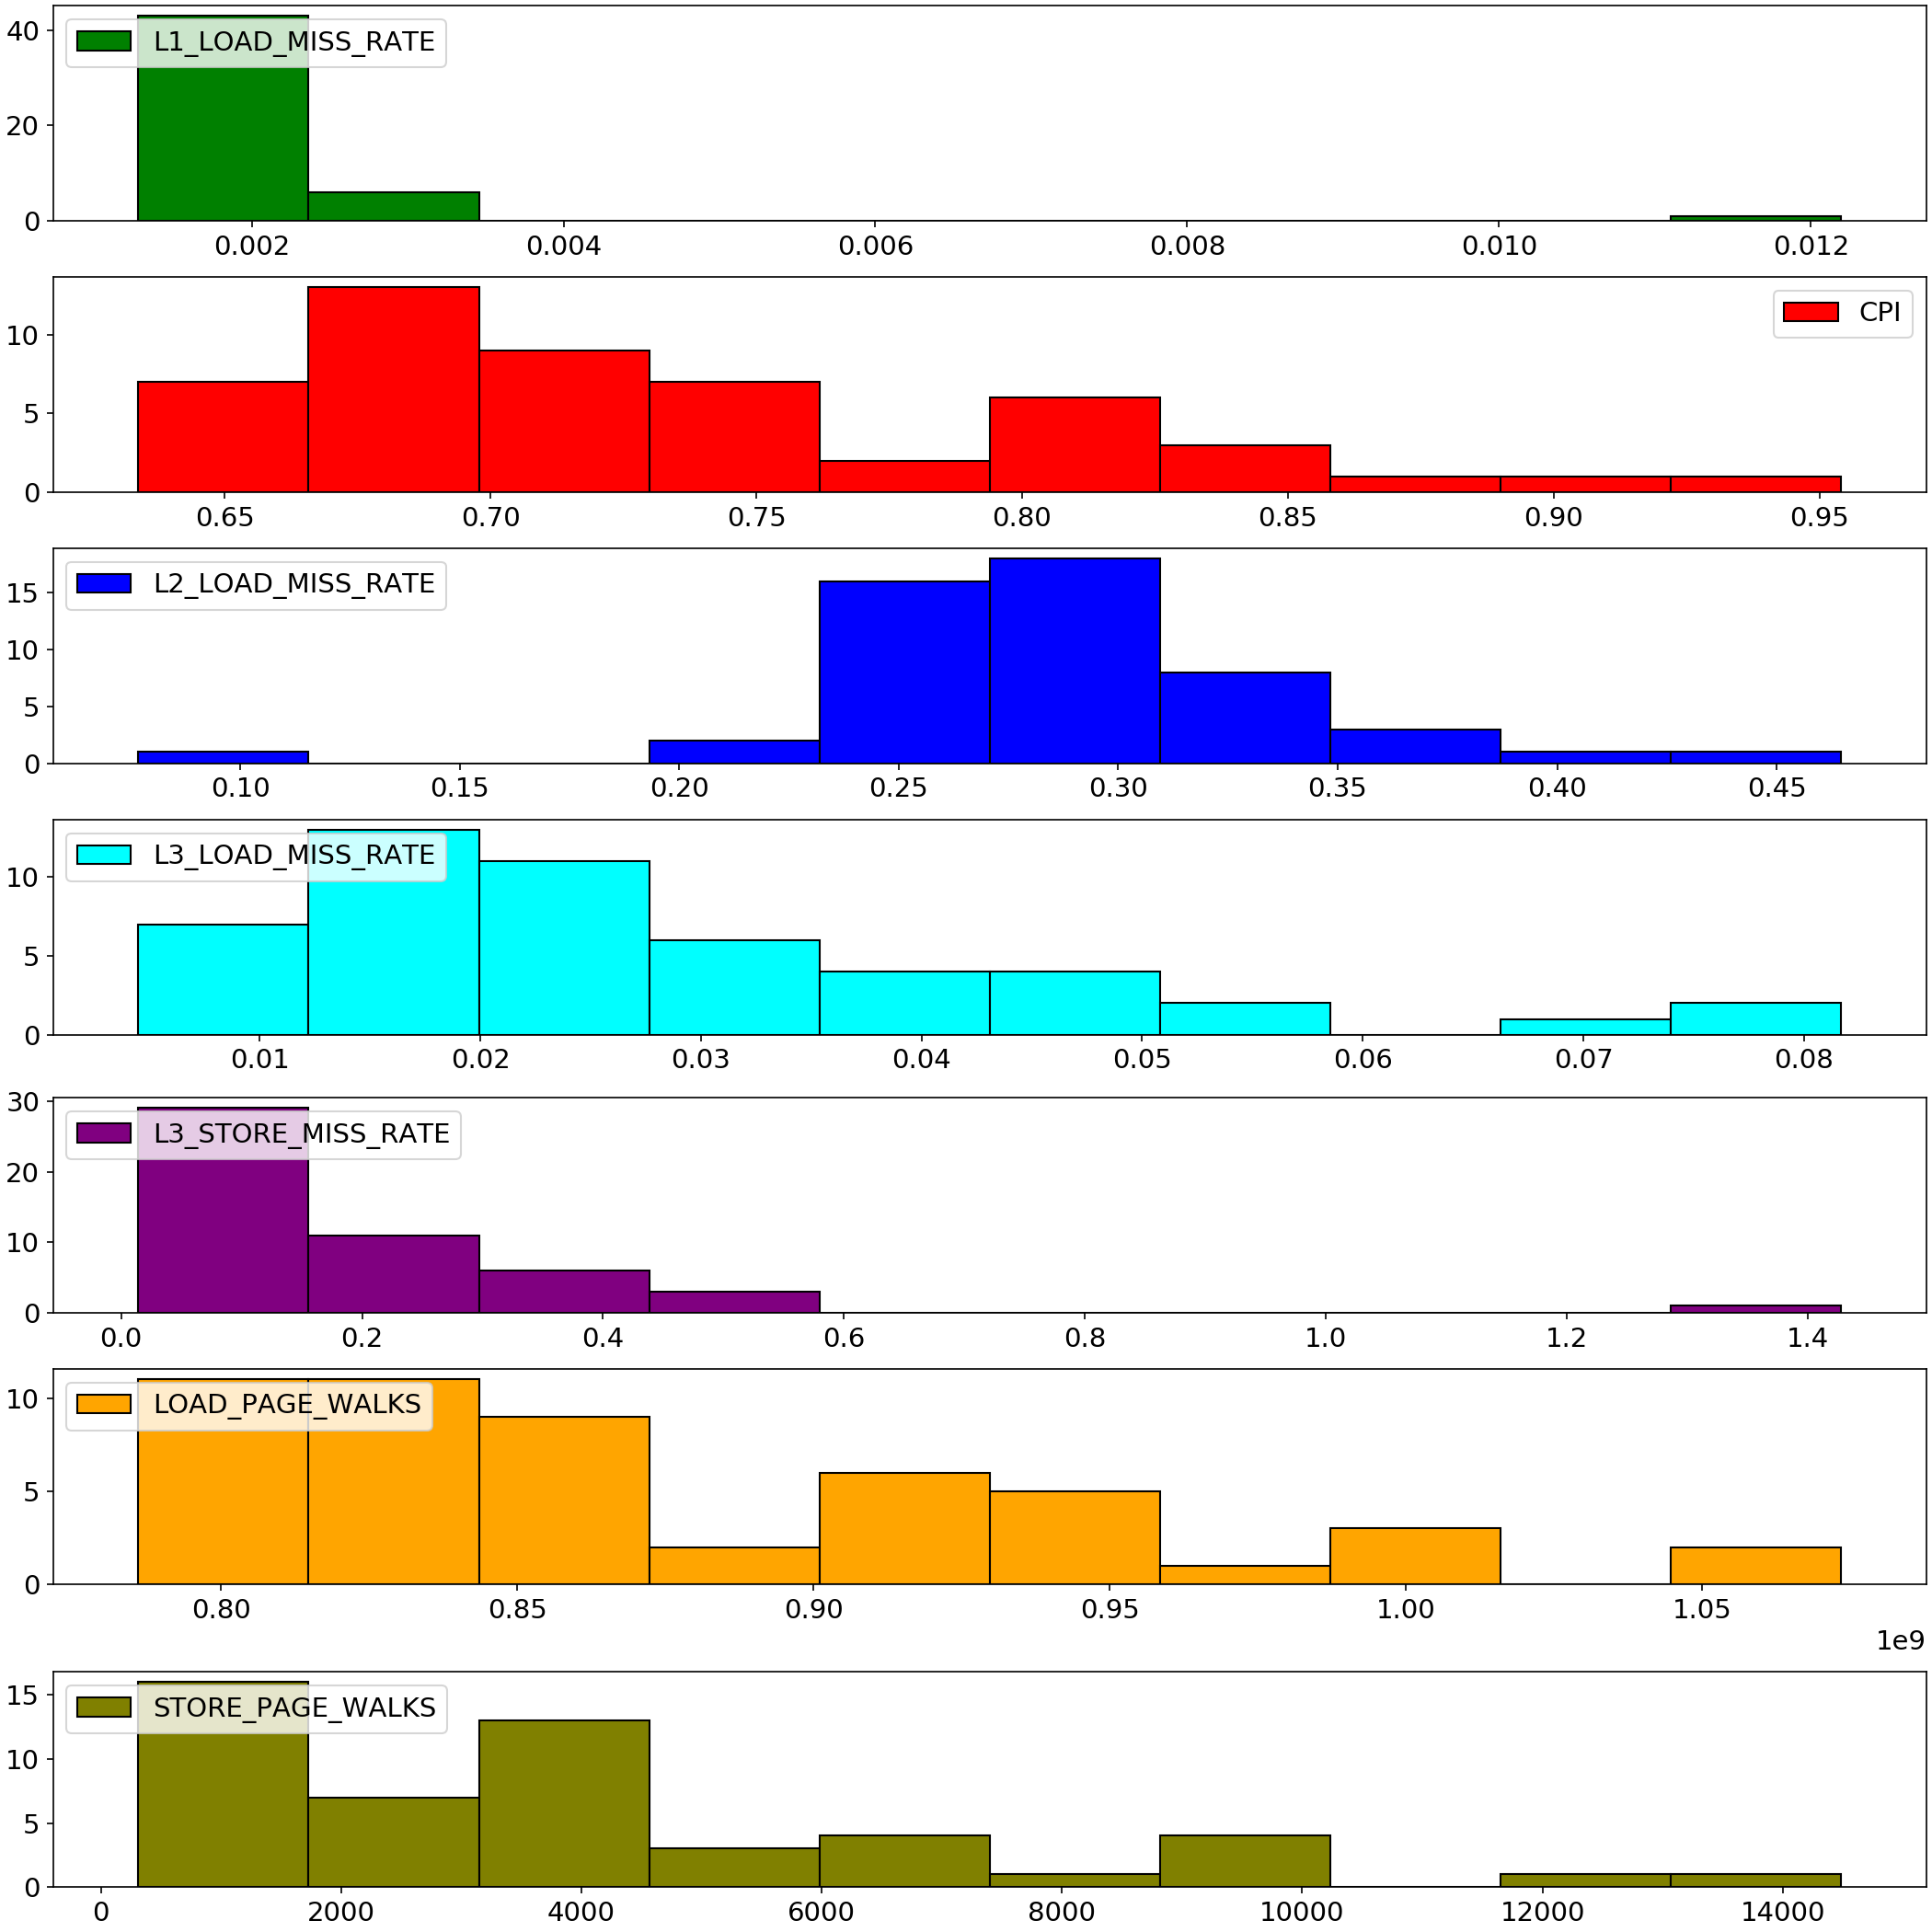 40
20
0
L1_LOAD_MISS_RATE
0.002 0.004 0.006 0.008 0.010 0.012
10
5
0
CPI
0.65 0.70 0.75 0.80 0.85 0.90 0.95
15
10
5
0
L2_LOAD_MISS_RATE
0.10 0.15 0.20 0.25 0.30 0.35 0.40 0.45
10
5
0
L3_LOAD_MISS_RATE
0.01 0.02 0.03 0.04 0.05 0.06 0.07 0.08
30
20
10
0
L3_STORE_MISS_RATE
0.0 0.2 0.4 0.6 0.8 1.0 1.2 1.4
10
5
0
LOAD_PAGE_WALKS
0.80 0.85 0.90 0.95 1.00 1.05
1e9
15
10
5
0
STORE_PAGE_WALKS
0 2000 4000 6000 8000 10000 12000 14000